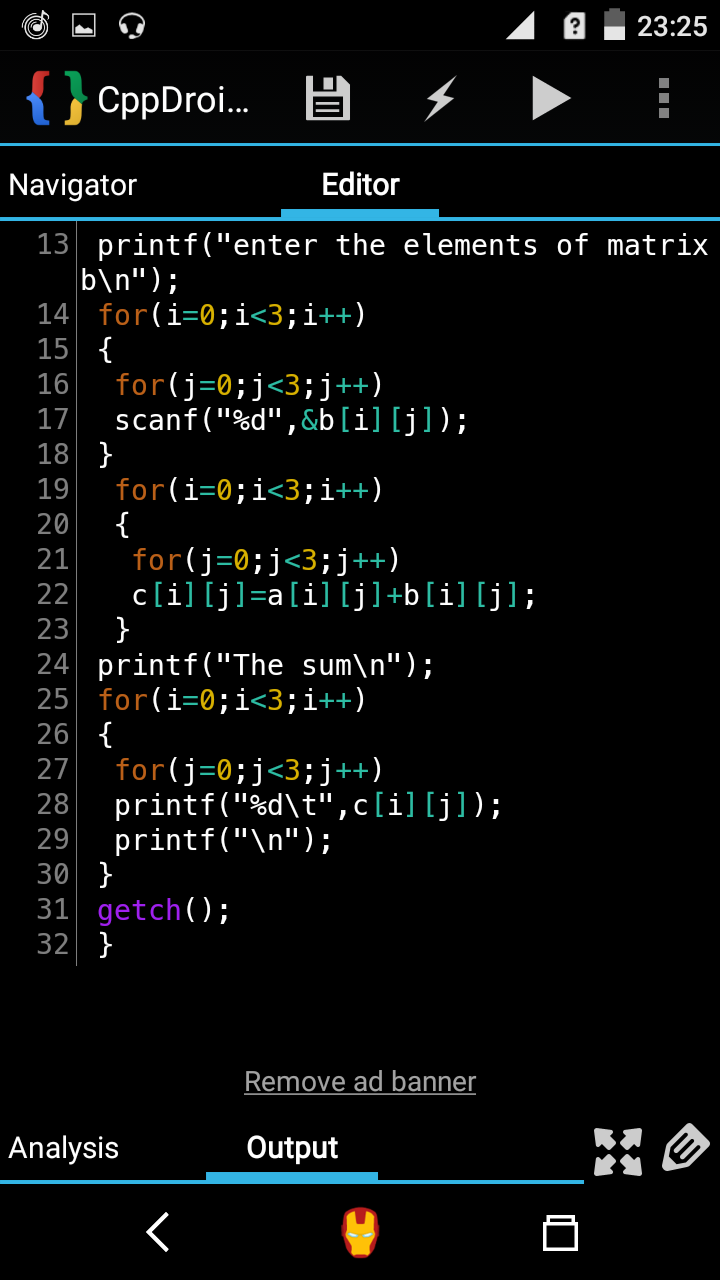 23:25
CppDroi...
Navigator Editor
13 printf("enter the elements of matrix
b\n");
14 for(i=0;i<3;i++)
15 {
16 for(j=0;j<3;j++)
17 scanf("%d",&b[i][j]);
18 }
19 for(i=0;i<3;i++)
20 {
21 for(j=0;j<3;j++)
22 c[i][j]=a[i][j]+b[i][j];
23 }
24 printf("The sum\n");
25 for(i=0;i<3;i++)
26 {
27 for(j=0;j<3;j++)
28 printf("%d\t",c[i][j]);
29 printf("\n");
30 }
31 getch();
32 }
Remove ad banner
Analysis Output